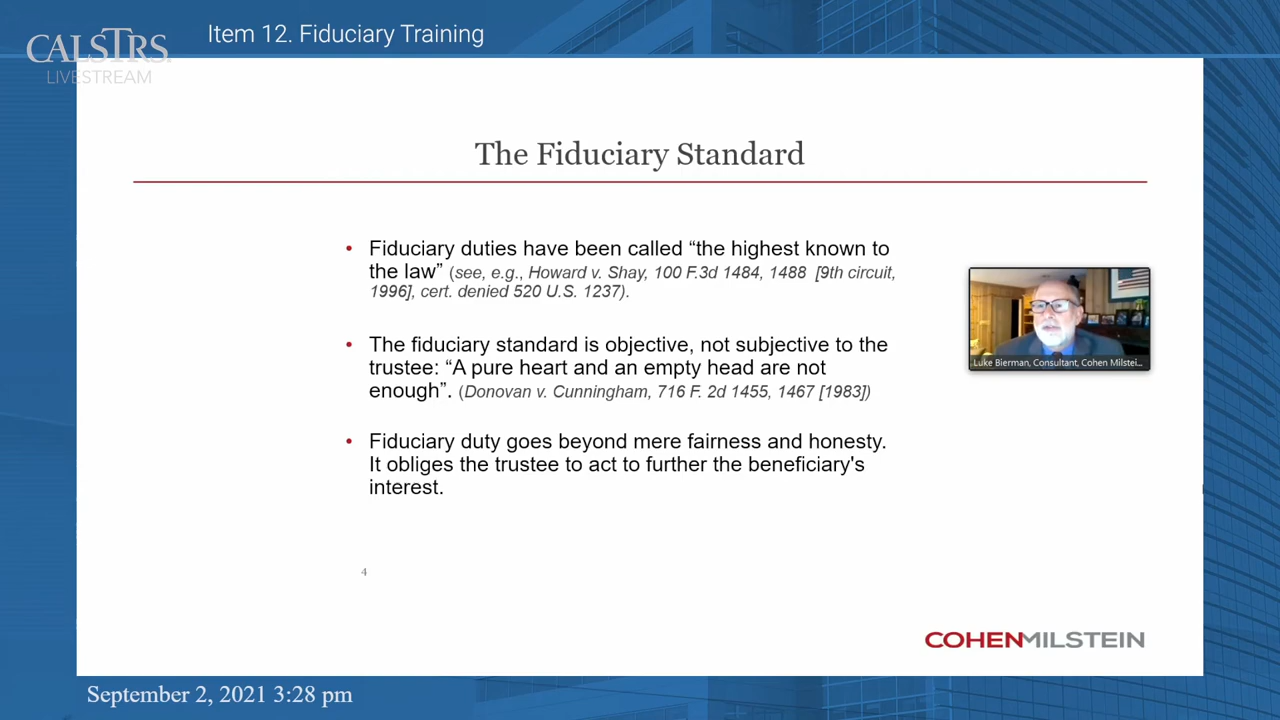 Item 12. Fiduciary Training
CALSTRS
LIVESTREAM
The Fiduciary Standard
• Fiduciary duties have been called “the highest known to
the law” (see, e.g., Howard v. Shay, 100 F.3d 1484, 1488 [9th circuit,
1996], cert. denied 520 U.S. 1237).
• The fiduciary standard is objective, not subjective to the
trustee: “A pure heart and an empty head are not
enough”. (Donovan v. Cunningham, 716 F. 2d 1455, 1467 [1983])
• Fiduciary duty goes beyond mere fairness and honesty.
It obliges the trustee to act to further the beneficiary's
interest.
Luke Bierman, Consultant, Cohen Milstei...
4
COHENMILSTEIN
September 2, 2021 3:28 pm